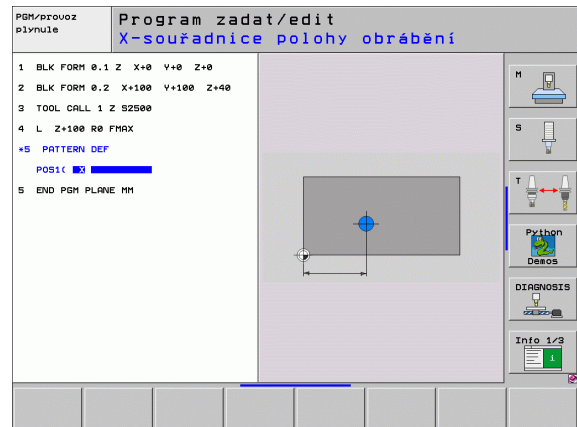 PGM/provoz
plynule
Program zadat/edit
X-souřadnice polohy obrábění
1 BLK FORM 0.1 Z X+0 Y+0 Z+0
2 BLK FORM 0.2 X+100 Y+100 Z+40
3 TOOL CALL 1 Z S2500
4 L Z+100 R0 FMAX
*5 PATTERN DEF
POS1( X
5 END PGM PLANE MM
M
S
T
Python
Demos
DIAGNOSIS
Info 1/3
i